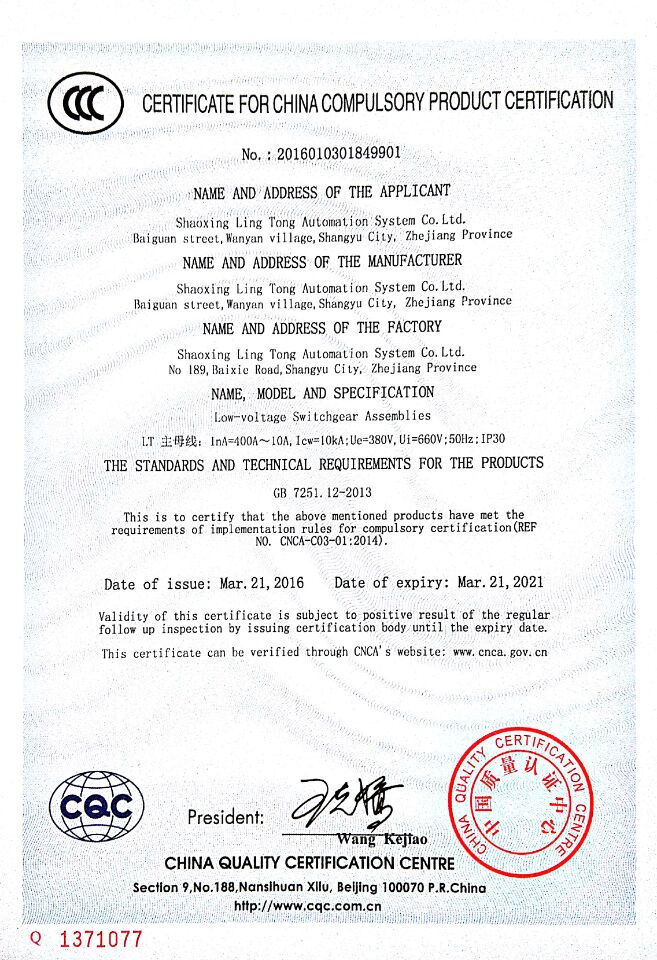 CCC
CERTIFICATE FOR CHINA COMPULSORY PRODUCT CERTIFICATION
No.: 2016010301849901
NAME AND ADDRESS OF THE APPLICANT
Shaoxing Ling Tong Automation System Co.Ltd.
Baiguan street,Wanyan village,Shangyu City, Zhejiang Province
NAME AND ADDRESS OF THE MANUFACTURER
Shaoxing Ling Tong Automation System Co.Ltd.
Baiguan street,Wanyan village,Shangyu City, Zhejiang Province
NAME AND ADDRESS OF THE FACTORY
Shaoxing Ling Tong Automation System Co.Ltd.
No 189,Baixie Road,Shangyu City, Zhejiang Province
NAME, MODEL AND SPECIFICATION
Low-voltage Switchgear Assemblies
LT 主母线: InA=400A～10A,Icw=10kA;Ue=380V,Ui=660V;50Hz;IP30
THE STANDARDS AND TECHNICAL REQUIREMENTS FOR THE PRODUCTS
GB 7251.12-2013
This is to certify that the above mentioned products have met the
requirements of implementation rules for compulsory certification(REF
NO. CNCA-C03-01:2014).
Date of issue: Mar.21,2016 Date of expiry: Mar.21,2021
Validity of this certificate is subject to positive result of the regular
follow up inspection by issuing certification body until the expiry date.
This certificate can be verified through CNCA's website: www.cnca.gov.cn
CHINA QUALITY CERTIFICATION CENTRE
中国质量认证中心
CQC
President:
Wang Kejiao
CHINA QUALITY CERTIFICATION CENTRE
Section 9,No.188,Nansihuan Xilu, Beijing 100070 P.R.China
http://www.cqc.com.cn
Q 1371077